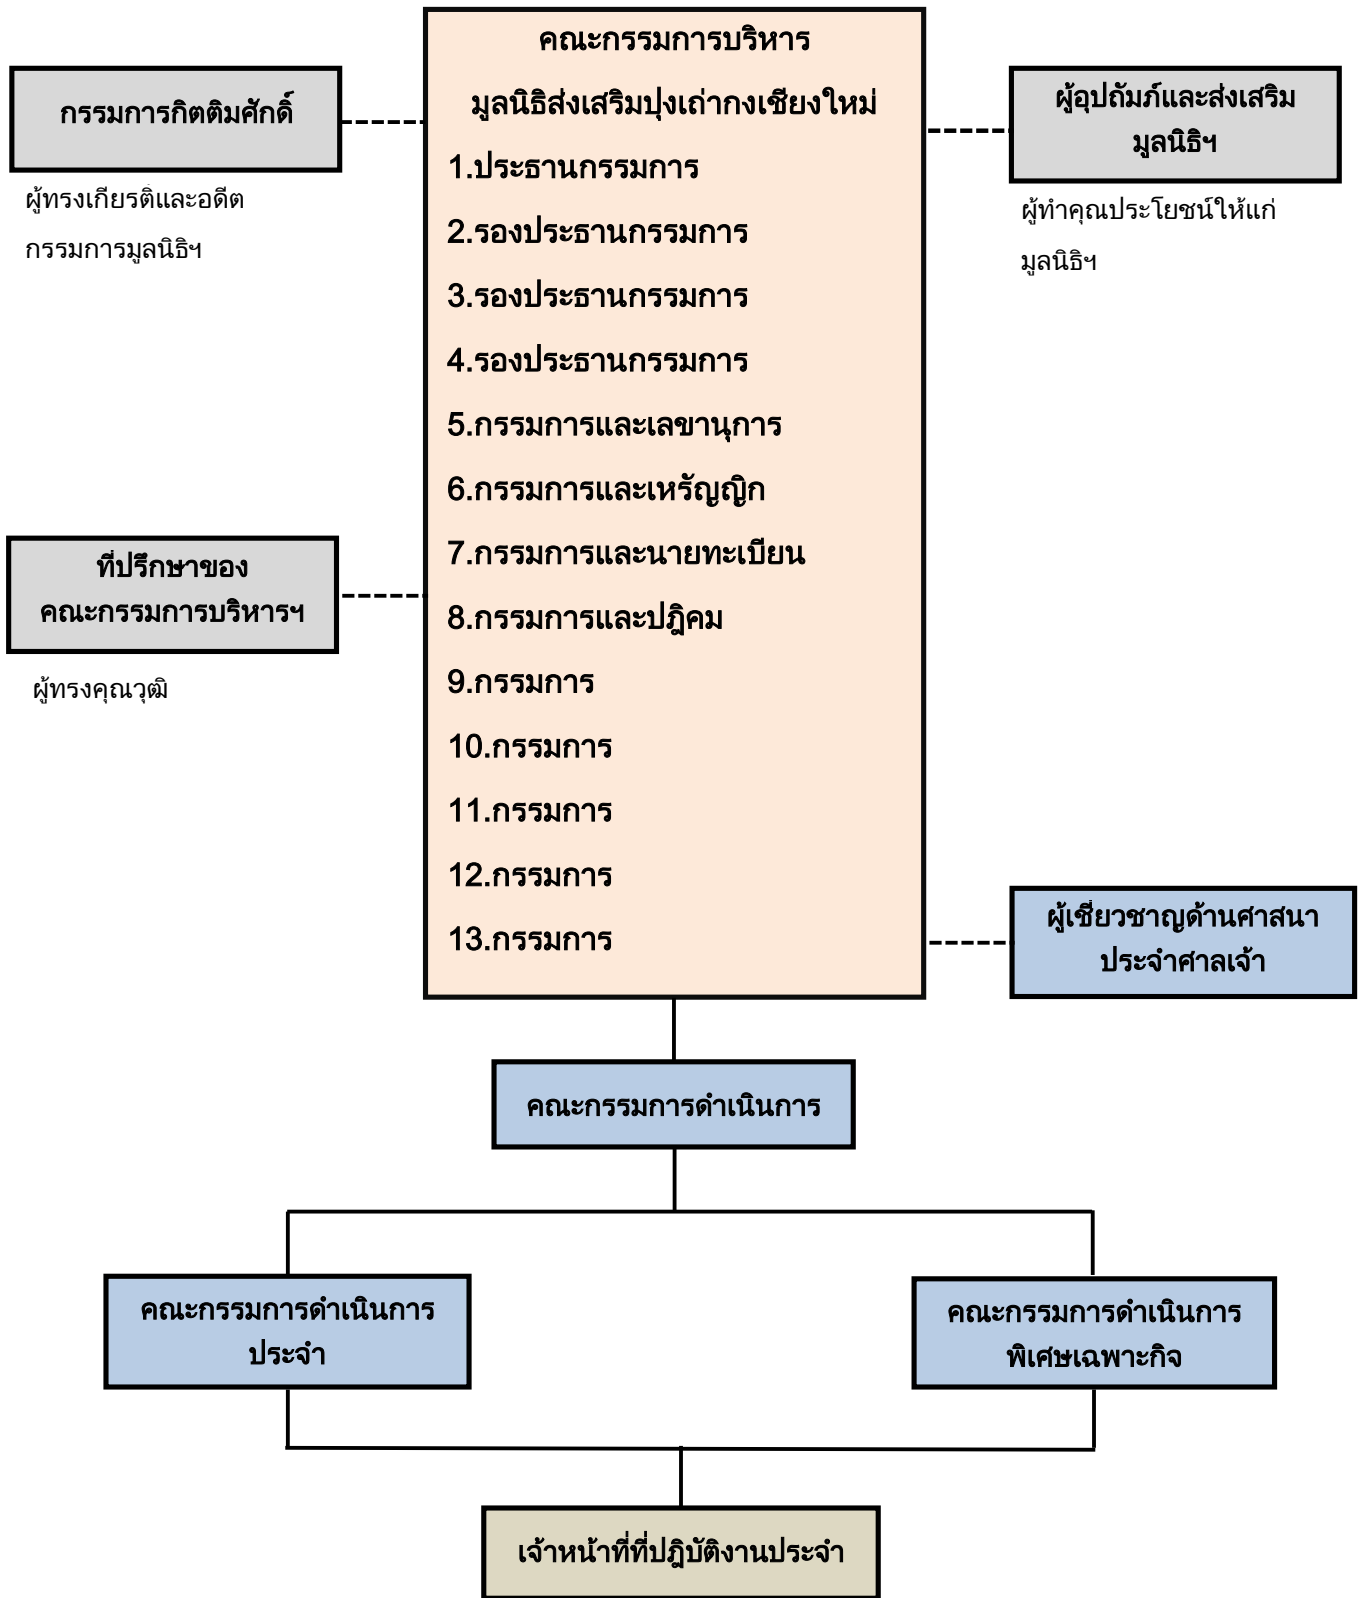 คณะกรรมการบริหาร
มูลนิธิส่งเสริมปุงเถ่ากงเชียงใหม่
1.ประธานกรรมการ
2.รองประธานกรรมการ
3.รองประธานกรรมการ
4.รองประธานกรรมการ
5.กรรมการและเลขานุการ
6.กรรมการและเหรัญญิก
7.กรรมการและนายทะเบียน
8.กรรมการและปฎิคม
9.กรรมการ
10.กรรมการ
11.กรรมการ
12.กรรมการ
13.กรรมการ
กรรมการกิตติมศักดิ์
ผู้ทรงเกียรติและอดีต
กรรมการมูลนิธิฯ
ผู้อุปถัมภ์และส่งเสริม
มูลนิธิฯ
ผู้ทำคุณประโยชน์ให้แก่
มูลนิธิฯ
ที่ปรึกษาของ
คณะกรรมการบริหารฯ
ผู้ทรงคุณวุฒิ
ผู้เชี่ยวชาญด้านศาสนา
ประจำศาลเจ้า
คณะกรรมการดำเนินการ
คณะกรรมการดำเนินการ
ประจำ
คณะกรรมการดำเนินการ
พิเศษเฉพาะกิจ
เจ้าหน้าที่ที่ปฎิบัติงานประจำ